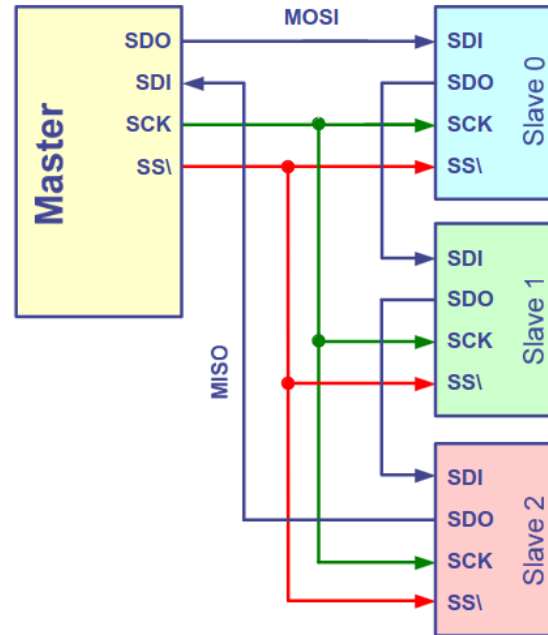 MOSI
Master
SDO
SDI
SCK
SS\
MISO
SDI
SDO
SCK
SS\
Slave 0
SDI
SDO
SCK
SS\
Slave 1
SDI
SDO
SCK
SS\
Slave 2